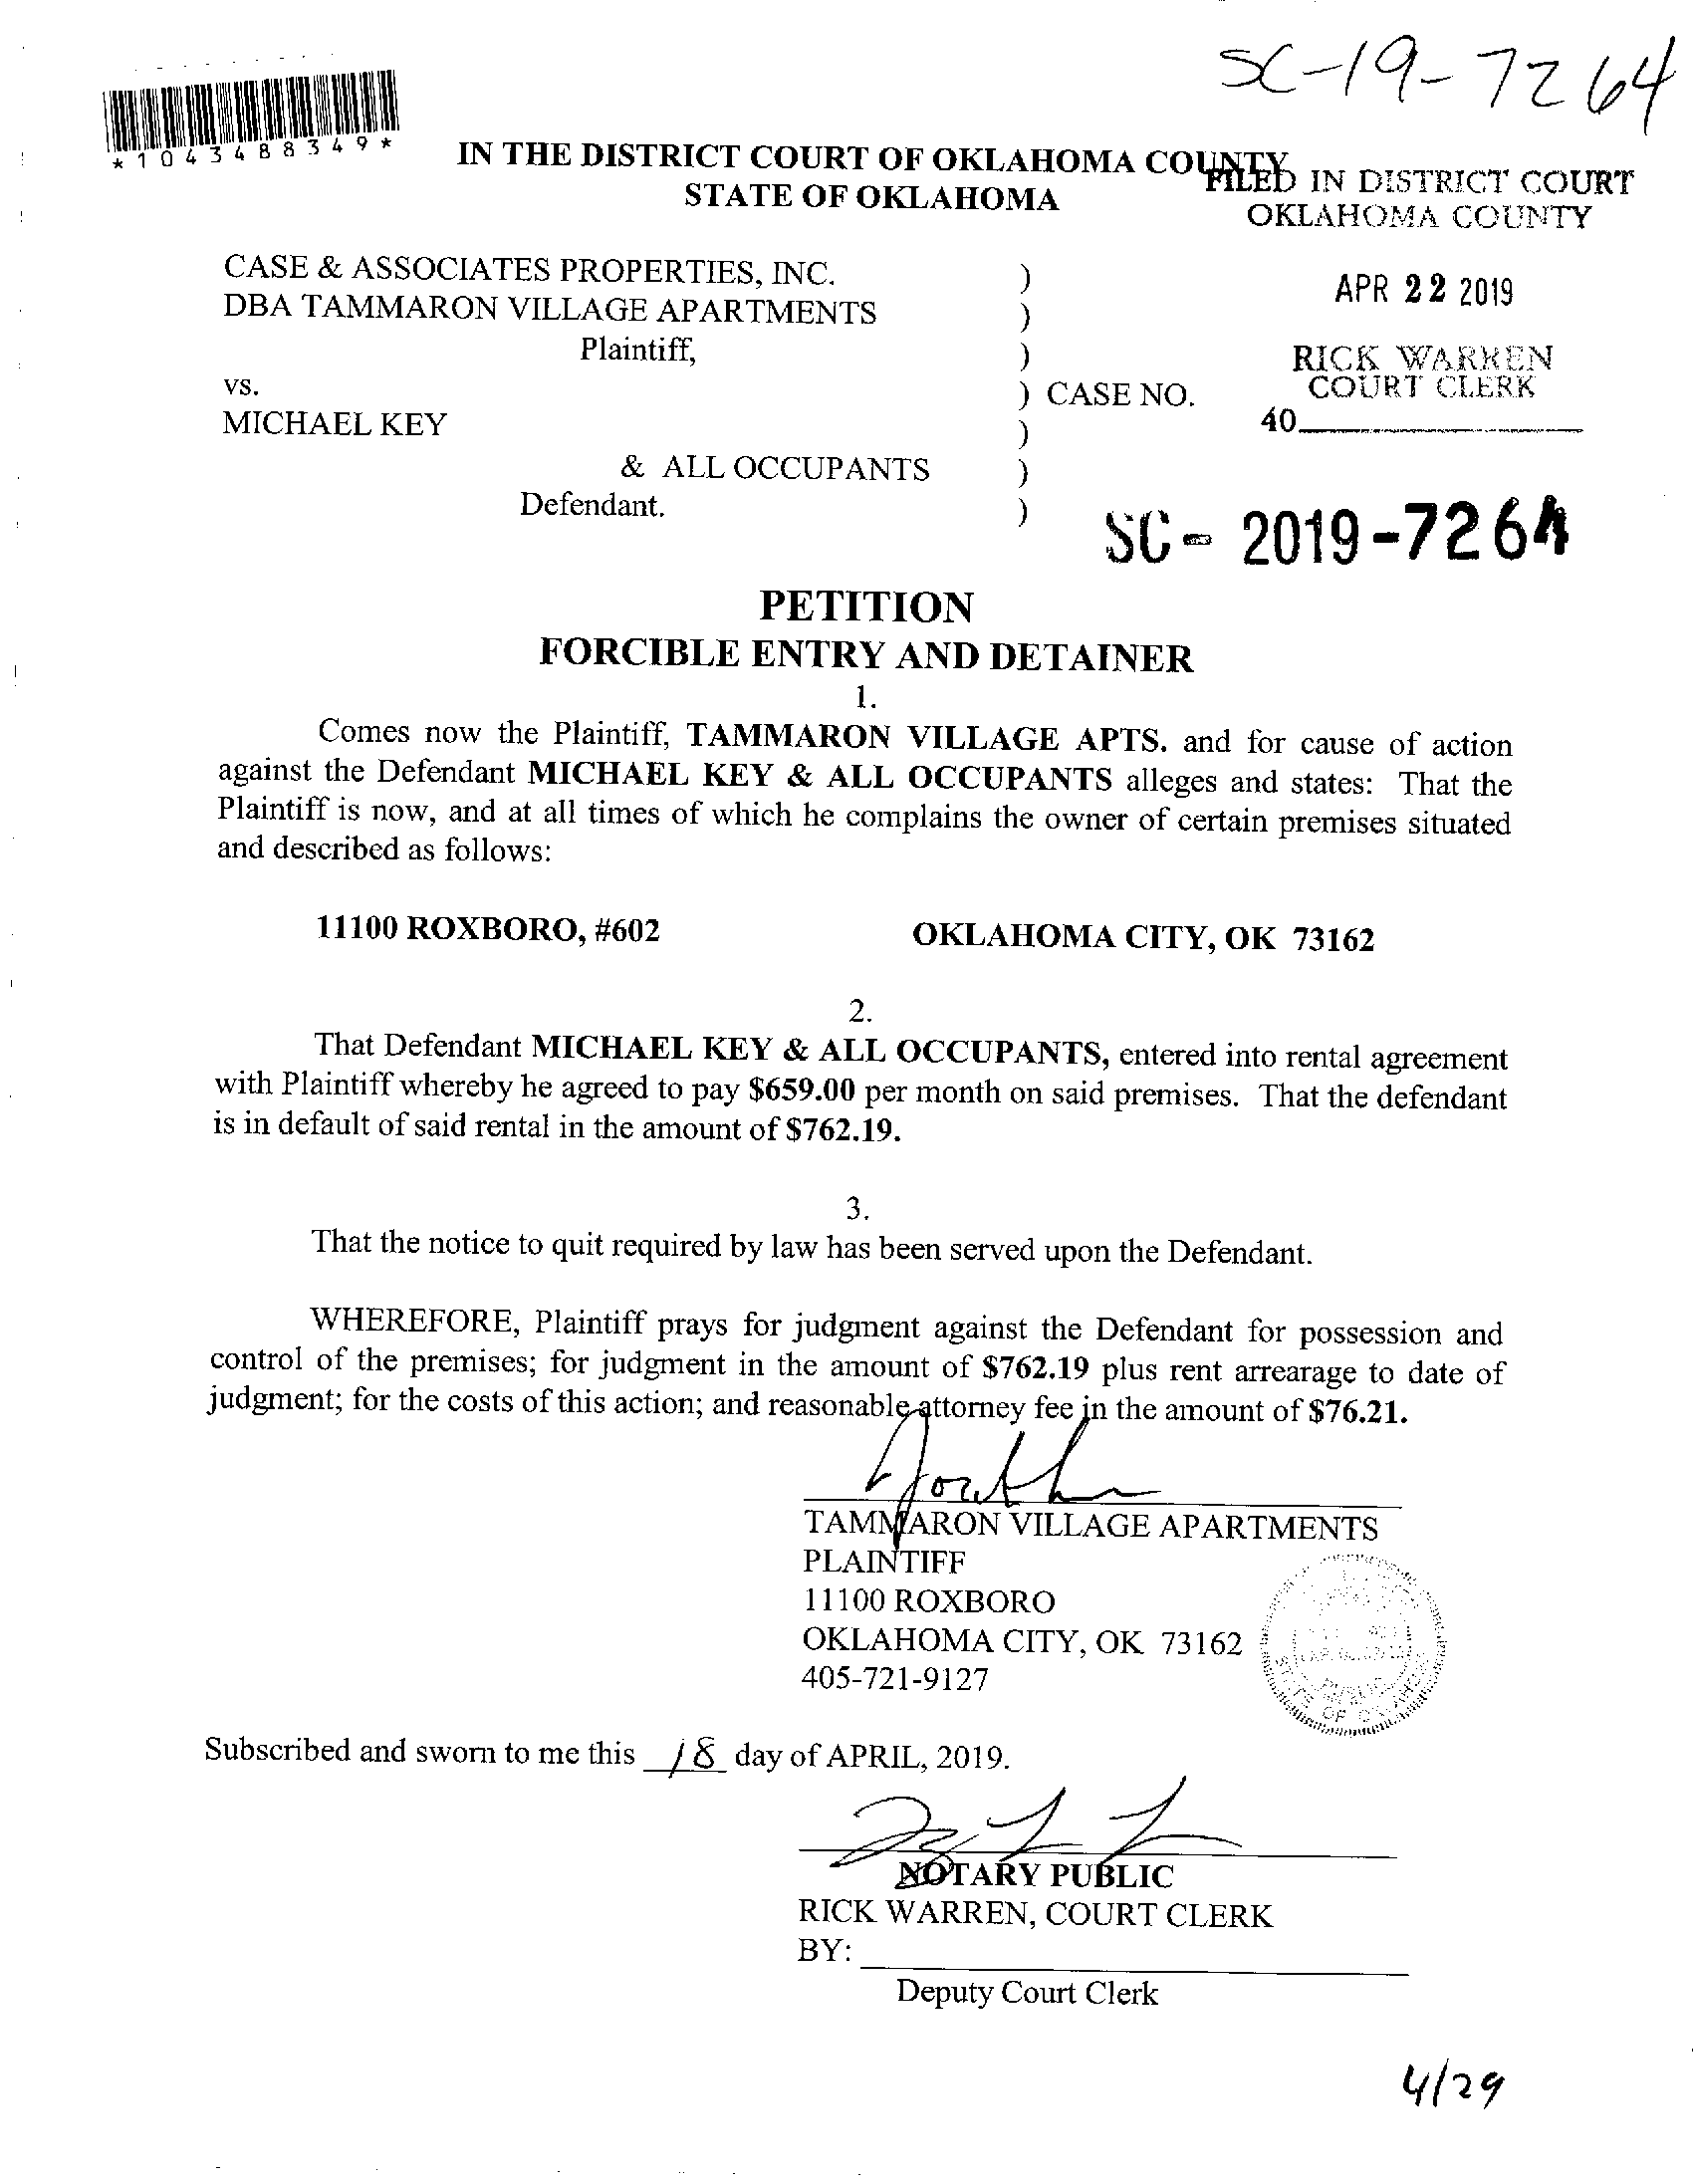 SC-19-7264
*1043488349*
IN THE DISTRICT COURT OF OKLAHOMA COUNTY
STATE OF OKLAHOMA
FILED IN DISTRICT COURT
OKLAHOMA COUNTY
APR 22 2019
RICK WARREN
COURT CLERK
40
CASE & ASSOCIATES PROPERTIES, INC. )
DBA TAMMARON VILLAGE APARTMENTS )
Plaintiff, )
vs. ) CASE NO.
MICHAEL KEY )
& ALL OCCUPANTS )
Defendant. )
SC- 2019-7264
PETITION
FORCIBLE ENTRY AND DETAINER
1.
Comes now the Plaintiff, TAMMARON VILLAGE APTS. and for cause of action
against the Defendant MICHAEL KEY & ALL OCCUPANTS alleges and states: That the
Plaintiff is now, and at all times of which he complains the owner of certain premises situated
and described as follows:
11100 ROXBORO, #602 OKLAHOMA CITY, OK 73162
2.
That Defendant MICHAEL KEY & ALL OCCUPANTS, entered into rental agreement
with Plaintiff whereby he agreed to pay $659.00 per month on said premises. That the defendant
is in default of said rental in the amount of $762.19.
3.
That the notice to quit required by law has been served upon the Defendant.
WHEREFORE, Plaintiff prays for judgment against the Defendant for possession and
control of the premises; for judgment in the amount of $762.19 plus rent arrearage to date of
judgment; for the costs of this action; and reasonable attorney fee in the amount of $76.21.
TAMMARON VILLAGE APARTMENTS
PLAINTIFF
11100 ROXBORO
OKLAHOMA CITY, OK 73162
405-721-9127
PUBLIC
STATE OF OKLAHOMA
Subscribed and sworn to me this 18 day of APRIL, 2019.
NOTARY PUBLIC
RICK WARREN, COURT CLERK
BY:
Deputy Court Clerk
4/29